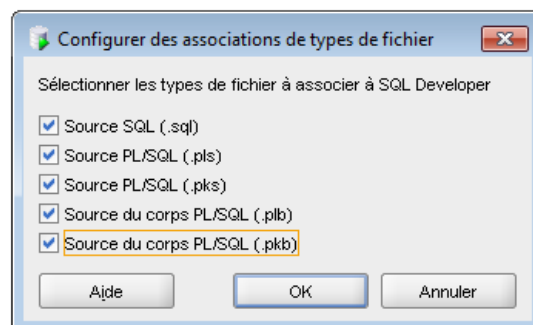 Configurer des associations de types de fichier
Sélectionner les types de fichier à associer à SQL Developer
Source SQL (.sql)
Source PL/SQL (.pls)
Source PL/SQL (.pks)
Source du corps PL/SQL (.plb)
Source du corps PL/SQL (.pkb)
Aide OK Annuler